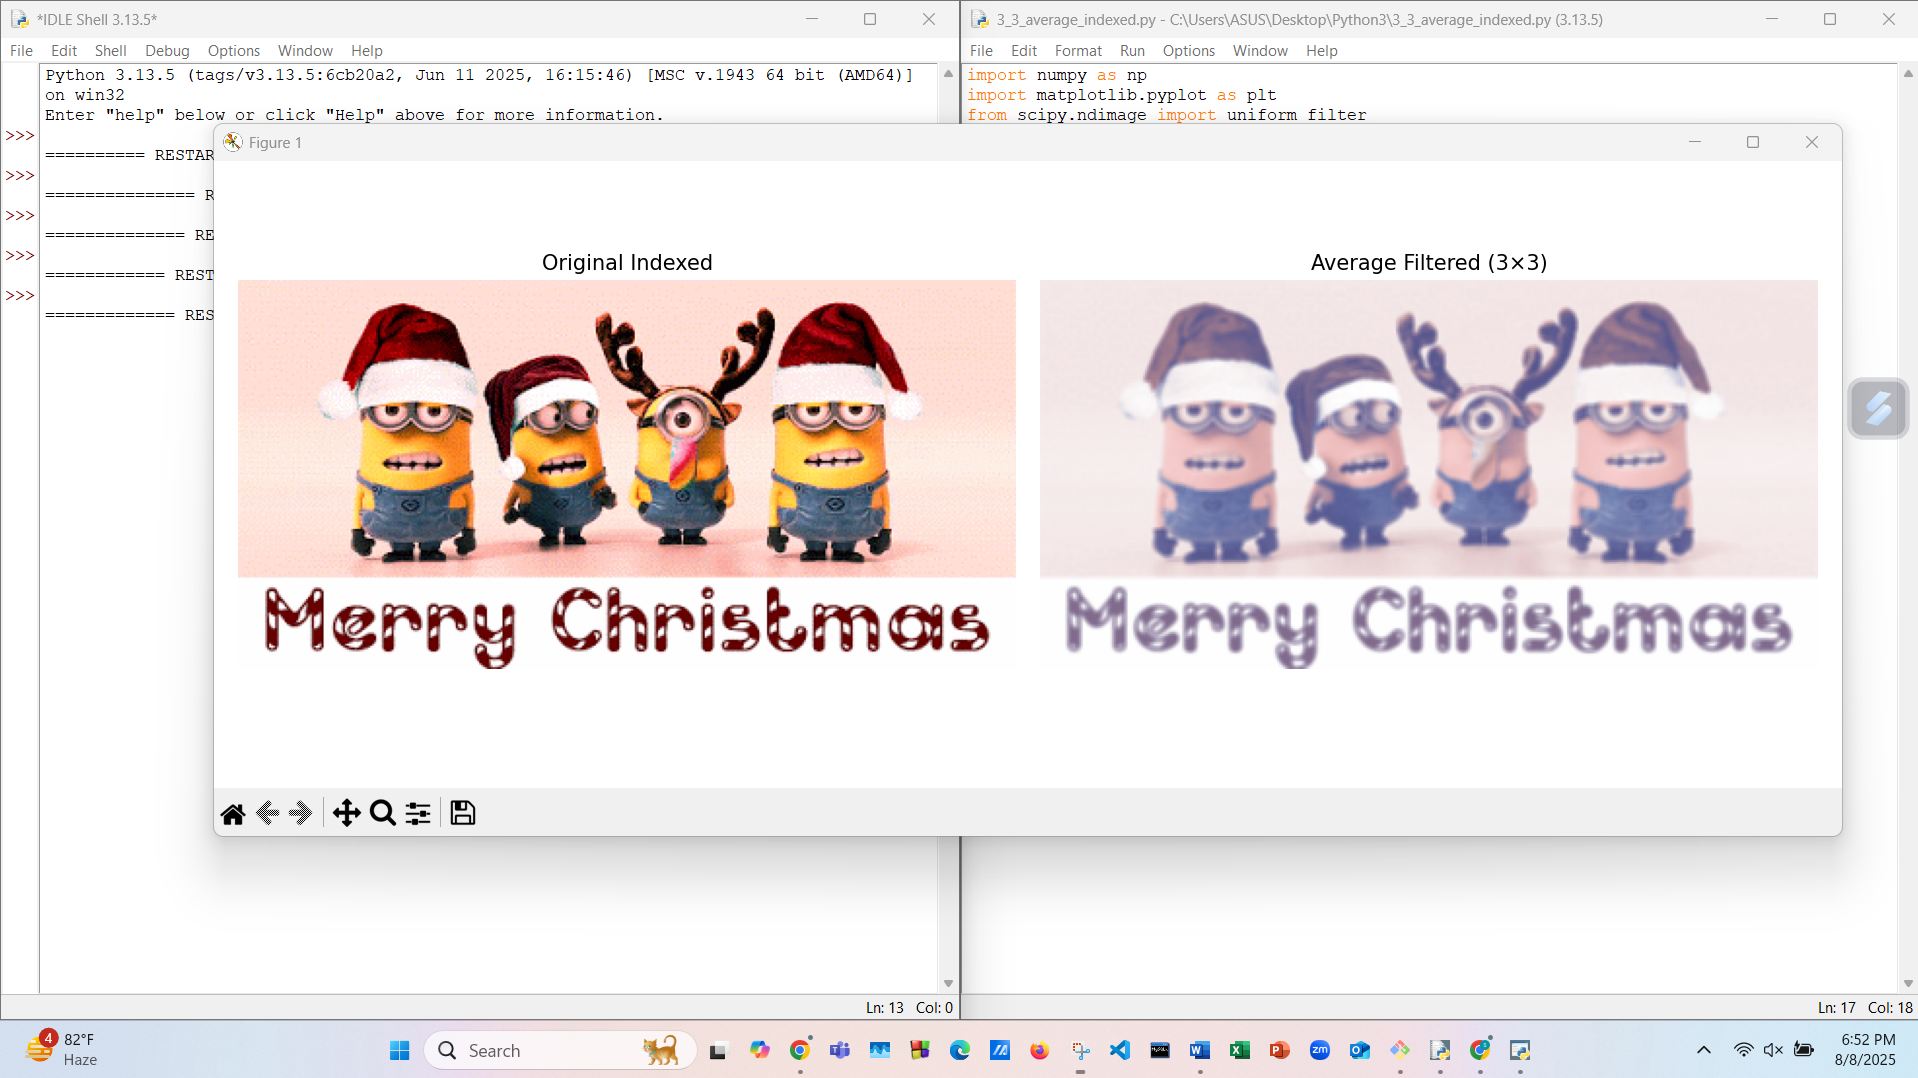 *IDLE Shell 3.13.5*
File Edit Shell Debug Options Window Help
Python 3.13.5 (tags/v3.13.5:6cb20a2, Jun 11 2025, 16:15:46) [MSC v.1943 64 bit (AMD64)]
on win32
Enter "help" below or click "Help" above for more information.
>>>
========== RESTAR
>>>
=============== R
>>>
============== RE
>>>
============ REST
>>>
============= RES
Ln: 13 Col: 0
3_3_average_indexed.py - C:\Users\ASUS\Desktop\Python3\3_3_average_indexed.py (3.13.5)
File Edit Format Run Options Window Help
import numpy as np
import matplotlib.pyplot as plt
from scipy.ndimage import uniform_filter
Ln: 17 Col: 18
Figure 1
Original Indexed
Merry Christmas
Average Filtered (3×3)
Merry Christmas
4
82°F
Haze
Search
zm
6:52 PM
8/8/2025